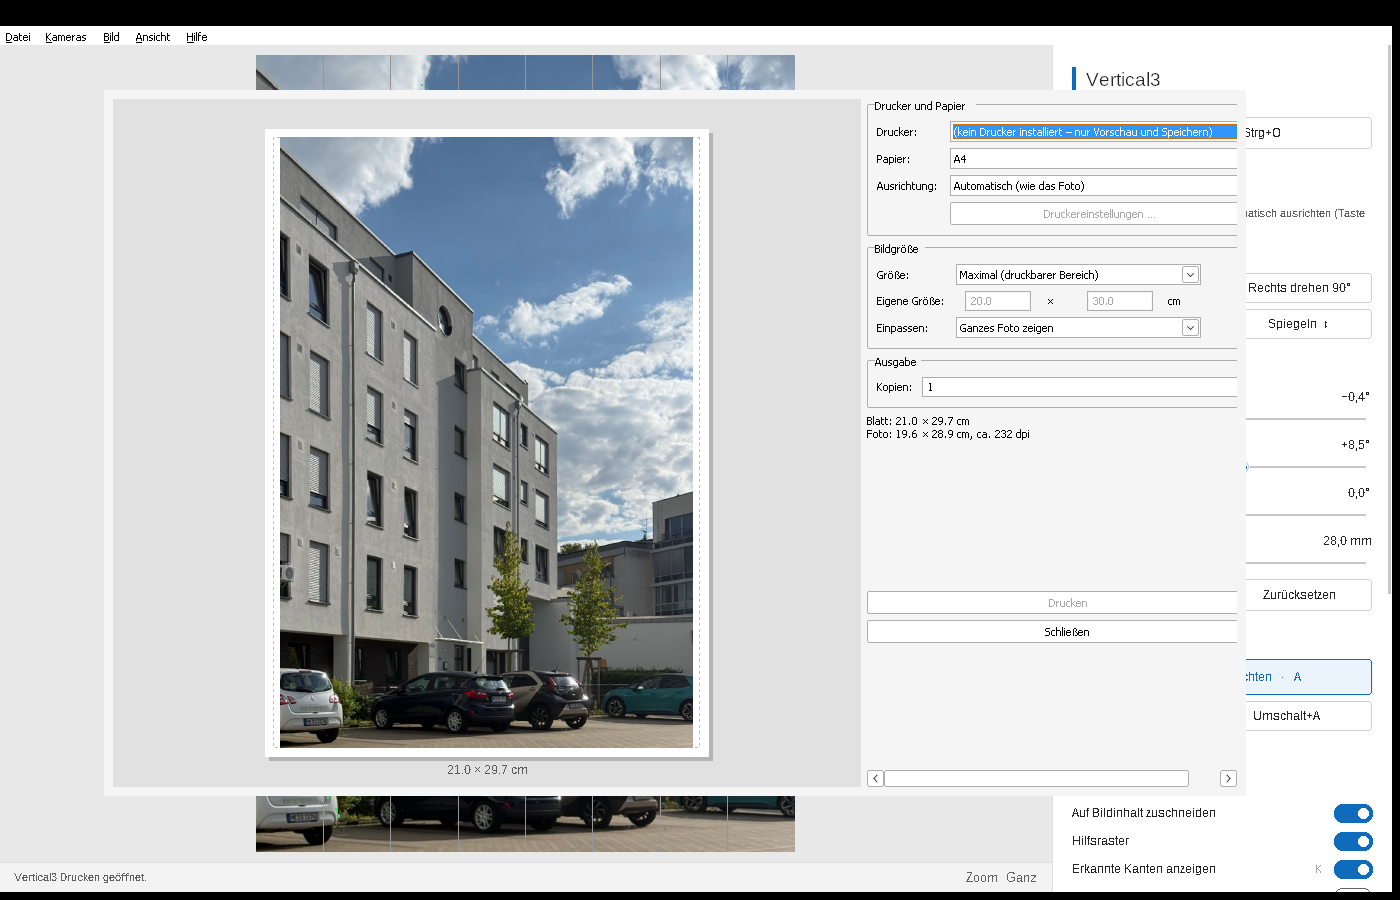 Datei Kameras Bild Ansicht Hilfe
Vertical3
Strg+O
Drucker und Papier
Drucker: (kein Drucker installiert – nur Vorschau und Speichern)
Papier: A4
Ausrichtung: Automatisch (wie das Foto)
Druckereinstellungen ...
Bildgröße
Größe: Maximal (druckbarer Bereich)
Eigene Größe: 20.0 × 30.0 cm
Einpassen: Ganzes Foto zeigen
Ausgabe
Kopien: 1
Blatt: 21.0 × 29.7 cm
Foto: 19.6 × 28.9 cm, ca. 232 dpi
Drucken
Schließen
21.0 × 29.7 cm
atisch ausrichten (Taste
Rechts drehen 90°
Spiegeln ↕
−0,4°
+8,5°
0,0°
28,0 mm
Zurücksetzen
chten · A
Umschalt+A
Auf Bildinhalt zuschneiden
Hilfsraster
Erkannte Kanten anzeigen K
Vertical3 Drucken geöffnet.
Zoom Ganz